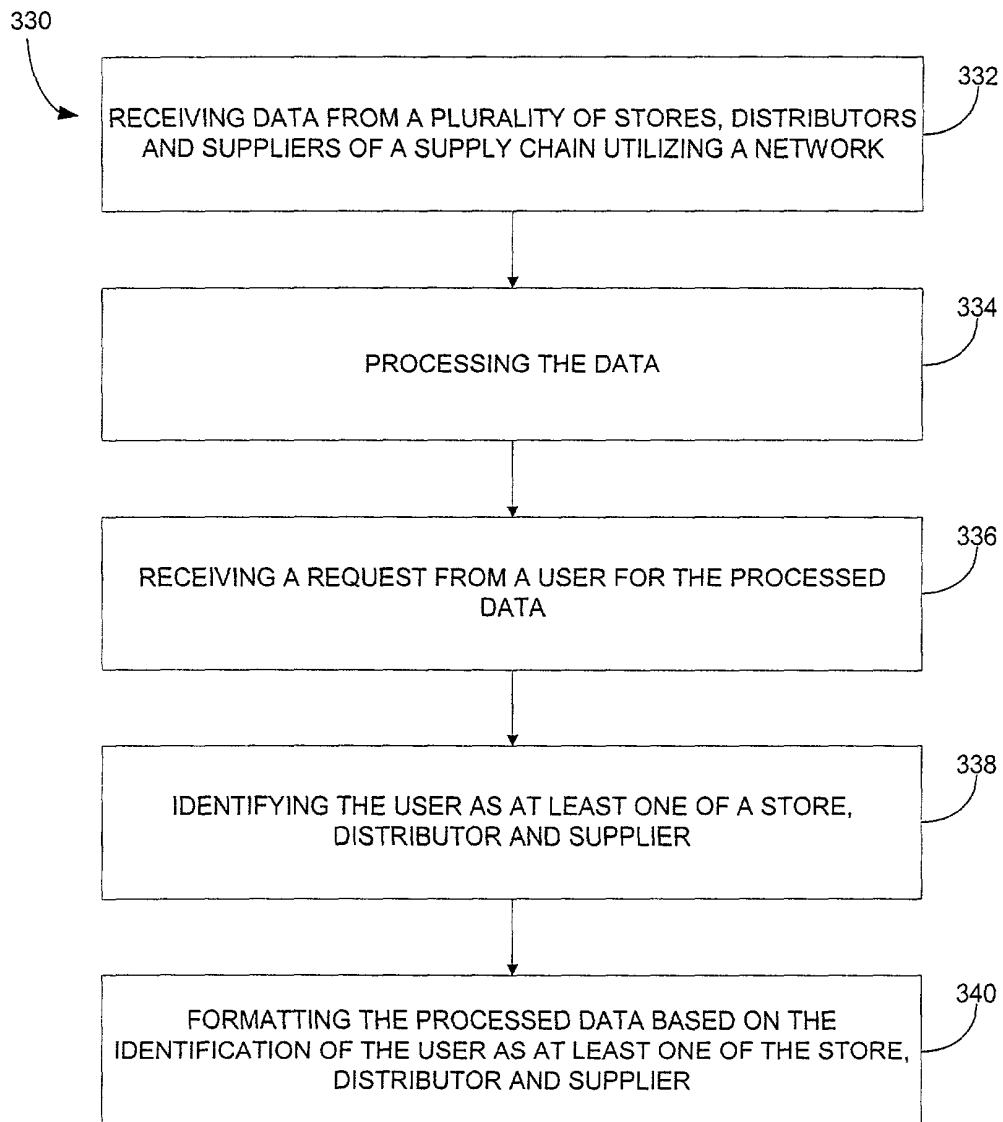 330
332
RECEIVING DATA FROM A PLURALITY OF STORES, DISTRIBUTORS
AND SUPPLIERS OF A SUPPLY CHAIN UTILIZING A NETWORK
334
PROCESSING THE DATA
336
RECEIVING A REQUEST FROM A USER FOR THE PROCESSED
DATA
338
IDENTIFYING THE USER AS AT LEAST ONE OF A STORE,
DISTRIBUTOR AND SUPPLIER
340
FORMATTING THE PROCESSED DATA BASED ON THE
IDENTIFICATION OF THE USER AS AT LEAST ONE OF THE STORE,
DISTRIBUTOR AND SUPPLIER